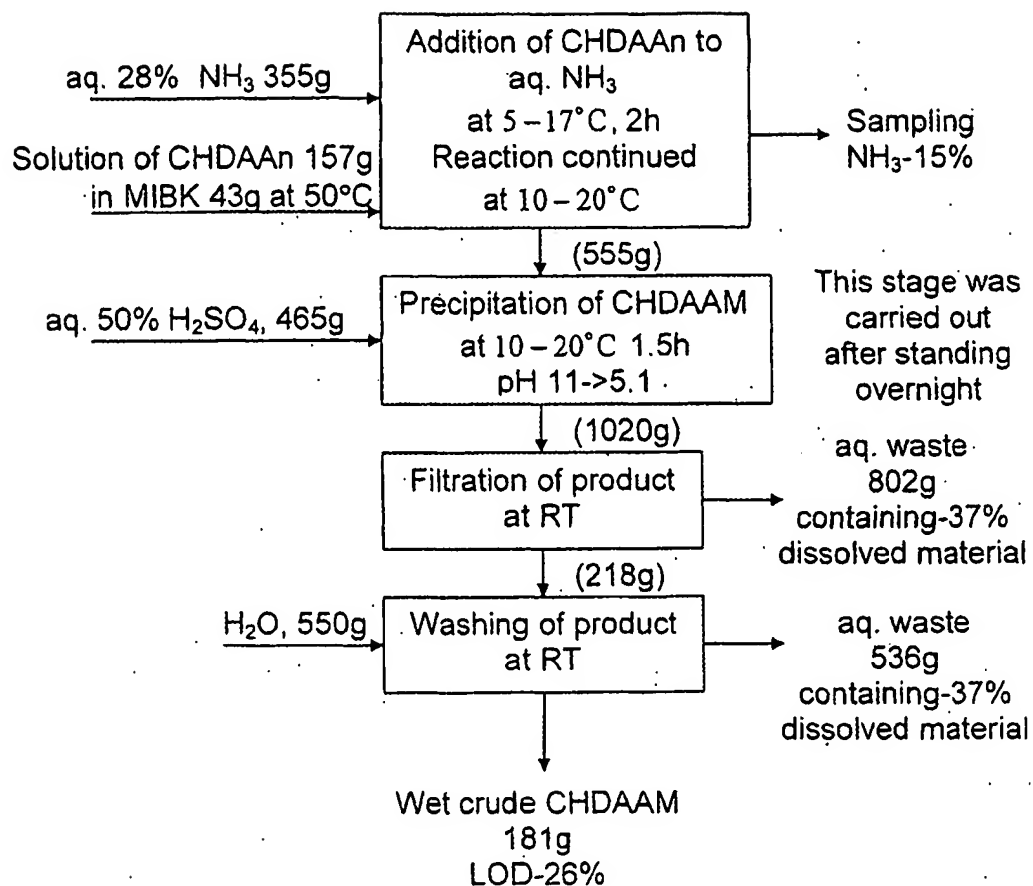 Addition of CHDAAn to
aq. NH₃
at 5–17°C, 2h
Reaction continued
at 10–20°C
aq. 28% NH₃ 355g
Solution of CHDAAn 157g
in MIBK 43g at 50°C
Sampling
NH₃-15%
(555g)
Precipitation of CHDAAM
at 10–20°C 1.5h
pH 11->5.1
aq. 50% H₂SO₄, 465g
This stage was
carried out
after standing
overnight
(1020g)
Filtration of product
at RT
aq. waste
802g
containing-37%
dissolved material
(218g)
H₂O, 550g
Washing of product
at RT
aq. waste
536g
containing-37%
dissolved material
Wet crude CHDAAM
181g
LOD-26%